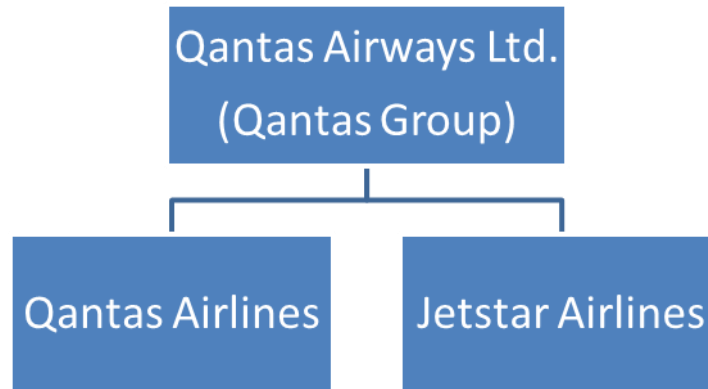 Qantas Airways Ltd.
(Qantas Group)
Qantas Airlines
Jetstar Airlines